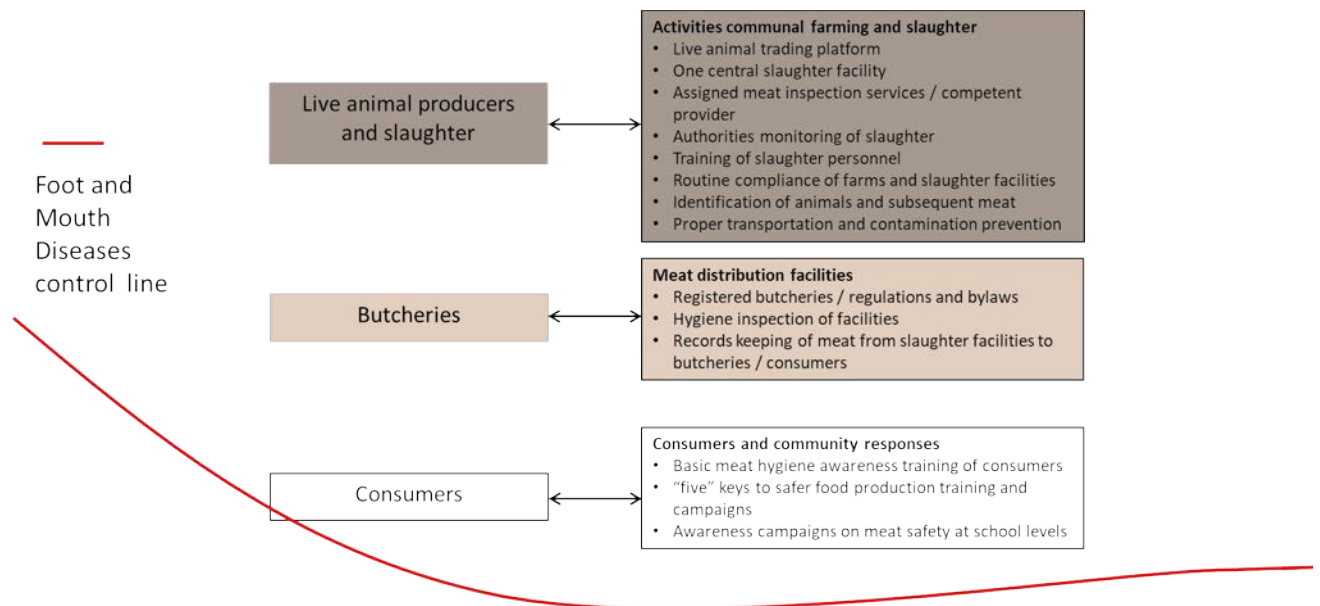 Foot and
Mouth
Diseases
control line
Live animal producers
and slaughter
Activities communal farming and slaughter
• Live animal trading platform
• One central slaughter facility
• Assigned meat inspection services / competent
provider
• Authorities monitoring of slaughter
• Training of slaughter personnel
• Routine compliance of farms and slaughter facilities
• Identification of animals and subsequent meat
• Proper transportation and contamination prevention
Butcheries
Meat distribution facilities
• Registered butcheries / regulations and bylaws
• Hygiene inspection of facilities
• Records keeping of meat from slaughter facilities to
butcheries / consumers
Consumers
Consumers and community responses
• Basic meat hygiene awareness training of consumers
• “five” keys to safer food production training and
campaigns
• Awareness campaigns on meat safety at school levels